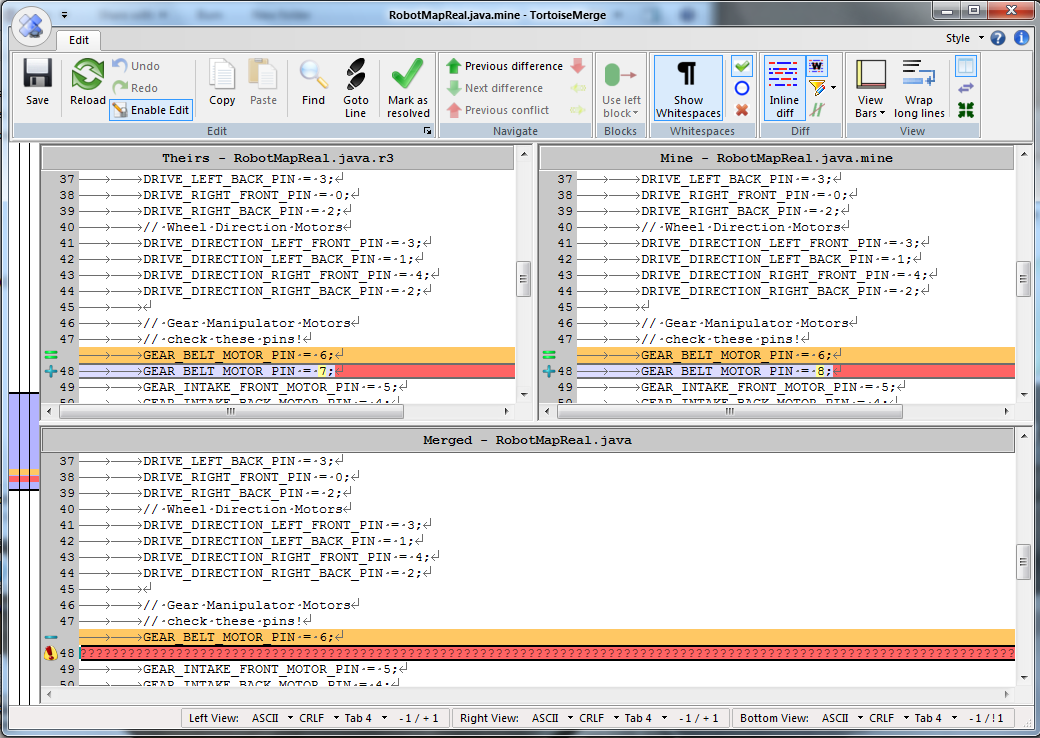 RobotMapReal.java.mine - TortoiseMerge
Edit
Style
Save
Reload
Undo
Redo
Enable Edit
Copy
Paste
Find
Goto
Line
Mark as
resolved
Edit
Previous difference
Next difference
Previous conflict
Navigate
Use left
block
Blocks
Show
Whitespaces
Whitespaces
Inline
diff
Diff
View
Bars
Wrap
long lines
View
Theirs - RobotMapReal.java.r3
37 DRIVE_LEFT_BACK_PIN = 3;
38 DRIVE_RIGHT_FRONT_PIN = 0;
39 DRIVE_RIGHT_BACK_PIN = 2;
40 // Wheel Direction Motors
41 DRIVE_DIRECTION_LEFT_FRONT_PIN = 3;
42 DRIVE_DIRECTION_LEFT_BACK_PIN = 1;
43 DRIVE_DIRECTION_RIGHT_FRONT_PIN = 4;
44 DRIVE_DIRECTION_RIGHT_BACK_PIN = 2;
45
46 // Gear Manipulator Motors
47 // check these pins!
GEAR_BELT_MOTOR_PIN = 6;
48 GEAR_BELT_MOTOR_PIN = 7;
49 GEAR_INTAKE_FRONT_MOTOR_PIN = 5;
50 GEAR_INTAKE_BACK_MOTOR_PIN = 4;
Mine - RobotMapReal.java.mine
37 DRIVE_LEFT_BACK_PIN = 3;
38 DRIVE_RIGHT_FRONT_PIN = 0;
39 DRIVE_RIGHT_BACK_PIN = 2;
40 // Wheel Direction Motors
41 DRIVE_DIRECTION_LEFT_FRONT_PIN = 3;
42 DRIVE_DIRECTION_LEFT_BACK_PIN = 1;
43 DRIVE_DIRECTION_RIGHT_FRONT_PIN = 4;
44 DRIVE_DIRECTION_RIGHT_BACK_PIN = 2;
45
46 // Gear Manipulator Motors
47 // check these pins!
GEAR_BELT_MOTOR_PIN = 6;
48 GEAR_BELT_MOTOR_PIN = 8;
49 GEAR_INTAKE_FRONT_MOTOR_PIN = 5;
50 GEAR_INTAKE_BACK_MOTOR_PIN = 4;
Merged - RobotMapReal.java
37 DRIVE_LEFT_BACK_PIN = 3;
38 DRIVE_RIGHT_FRONT_PIN = 0;
39 DRIVE_RIGHT_BACK_PIN = 2;
40 // Wheel Direction Motors
41 DRIVE_DIRECTION_LEFT_FRONT_PIN = 3;
42 DRIVE_DIRECTION_LEFT_BACK_PIN = 1;
43 DRIVE_DIRECTION_RIGHT_FRONT_PIN = 4;
44 DRIVE_DIRECTION_RIGHT_BACK_PIN = 2;
45
46 // Gear Manipulator Motors
47 // check these pins!
GEAR_BELT_MOTOR_PIN = 6;
48 ????????????????????????????????????????????????????????????????????????????????????????????????????????????????????
49 GEAR_INTAKE_FRONT_MOTOR_PIN = 5;
50 GEAR_INTAKE_BACK_MOTOR_PIN = 4;
Left View: ASCII CRLF Tab 4 - 1 / + 1 Right View: ASCII CRLF Tab 4 - 1 / + 1 Bottom View: ASCII CRLF Tab 4 - 1 / ! 1